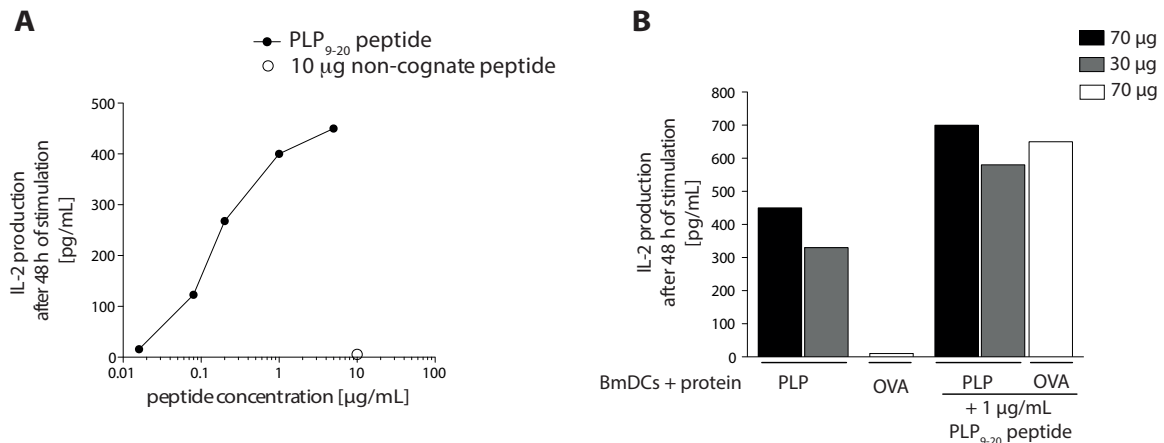 A
PLP9-20 peptide
10 µg non-cognate peptide
IL-2 production
after 48 h of stimulation
[pg/mL]
500
400
300
200
100
0
0.01
0.1
1
10
100
peptide concentration [µg/mL]
B
70 µg
30 µg
70 µg
IL-2 production
after 48 h of stimulation
[pg/mL]
800
700
600
500
400
300
200
100
0
BmDCs + protein
PLP
OVA
PLP
OVA
+ 1 µg/mL
PLP9-20 peptide